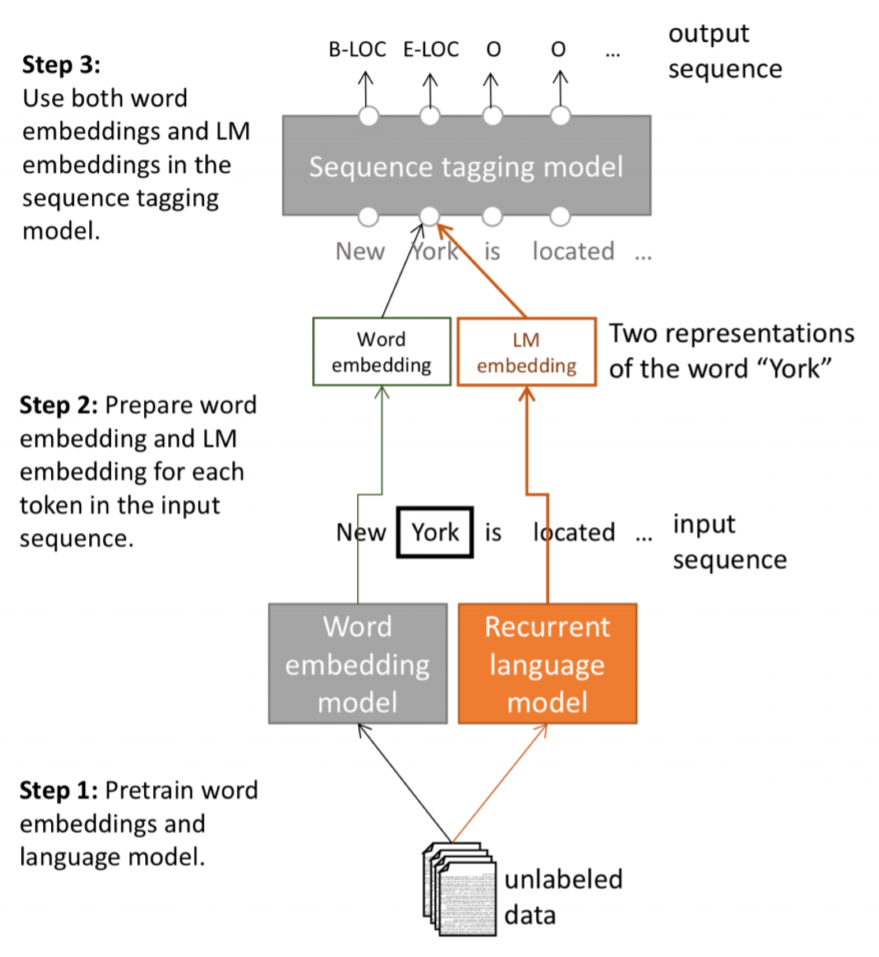 B-LOC E-LOC O O ...
output
sequence
Step 3:
Use both word
embeddings and LM
embeddings in the
sequence tagging
model.
Sequence tagging model
New York is located ...
Word
embedding
LM
embedding
Two representations
of the word “York”
Step 2: Prepare word
embedding and LM
embedding for each
token in the input
sequence.
New York is located ...
input
sequence
Word
embedding
model
Recurrent
language
model
Step 1: Pretrain word
embeddings and
language model.
unlabeled
data